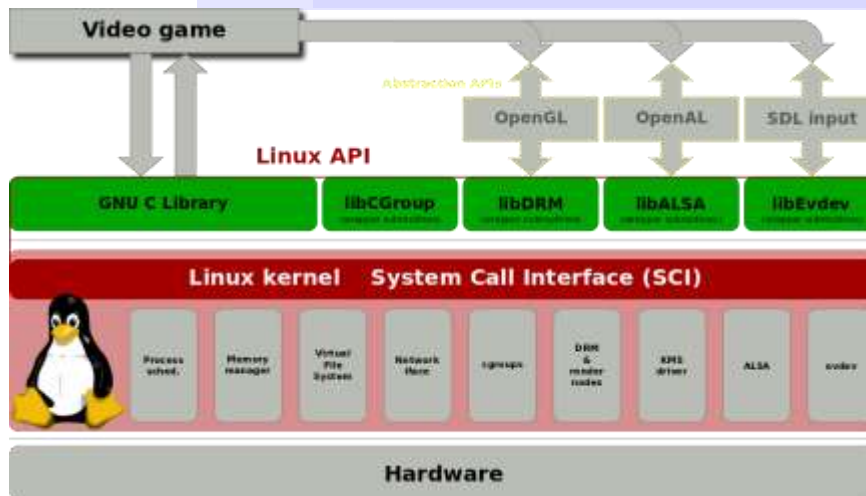 Video game
Abstraction APIs
OpenGL
OpenAL
SDL input
Linux API
GNU C Library
libCGroup
libDRM
libALSA
libEvdev
Linux kernel System Call Interface (SCI)
Process
sched.
Memory
manager
Virtual
File
System
Network
cgroups
DRM
&
render
nodes
KMS
driver
ALSA
evdev
Hardware